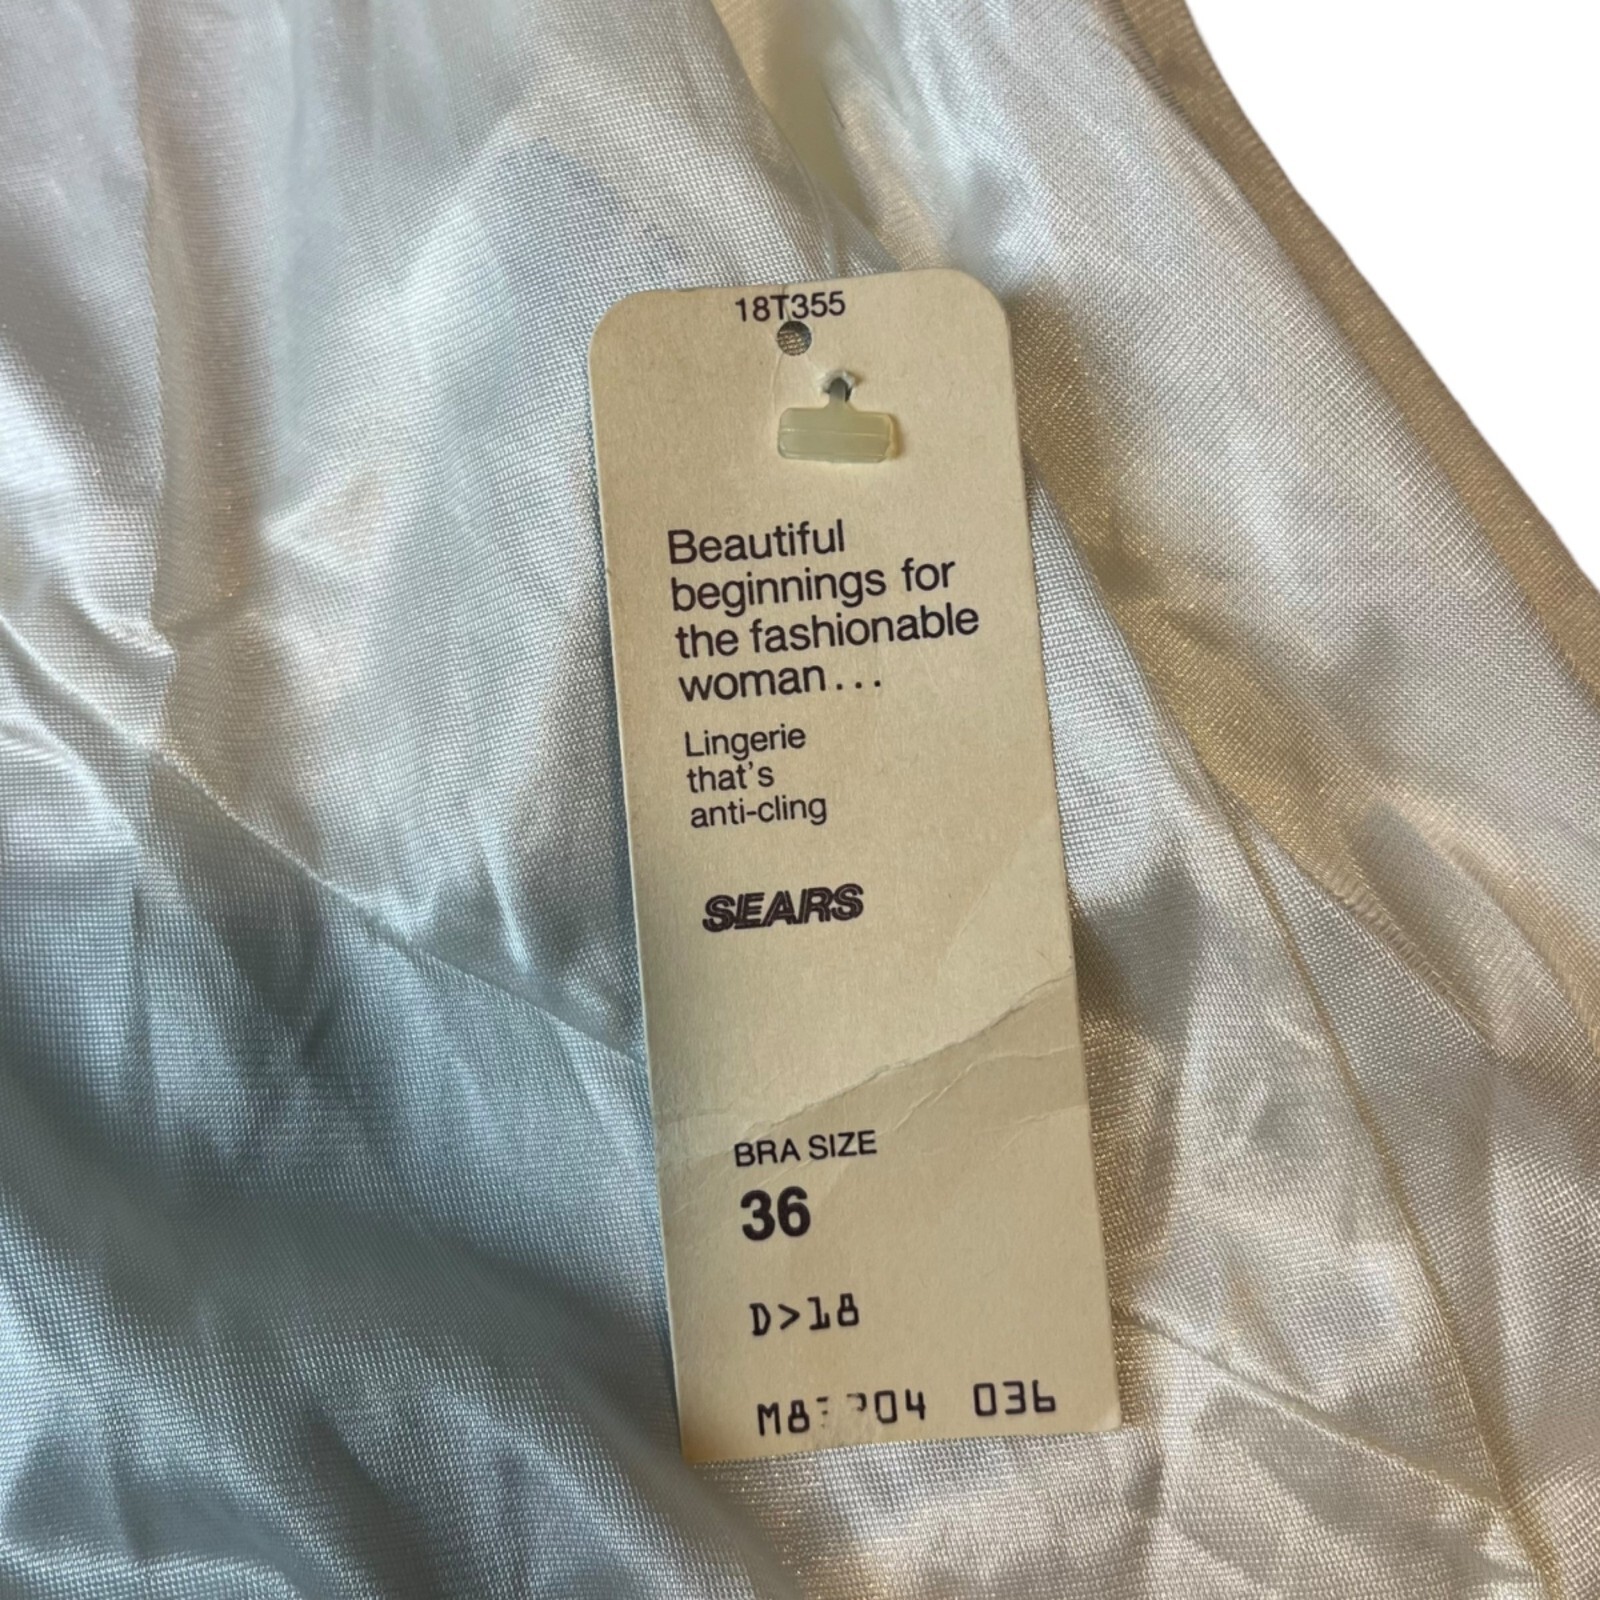 18T355
Beautiful
beginnings for
the fashionable
woman...
Lingerie
that's
anti-cling
SEARS
BRA SIZE
36
D>18
036